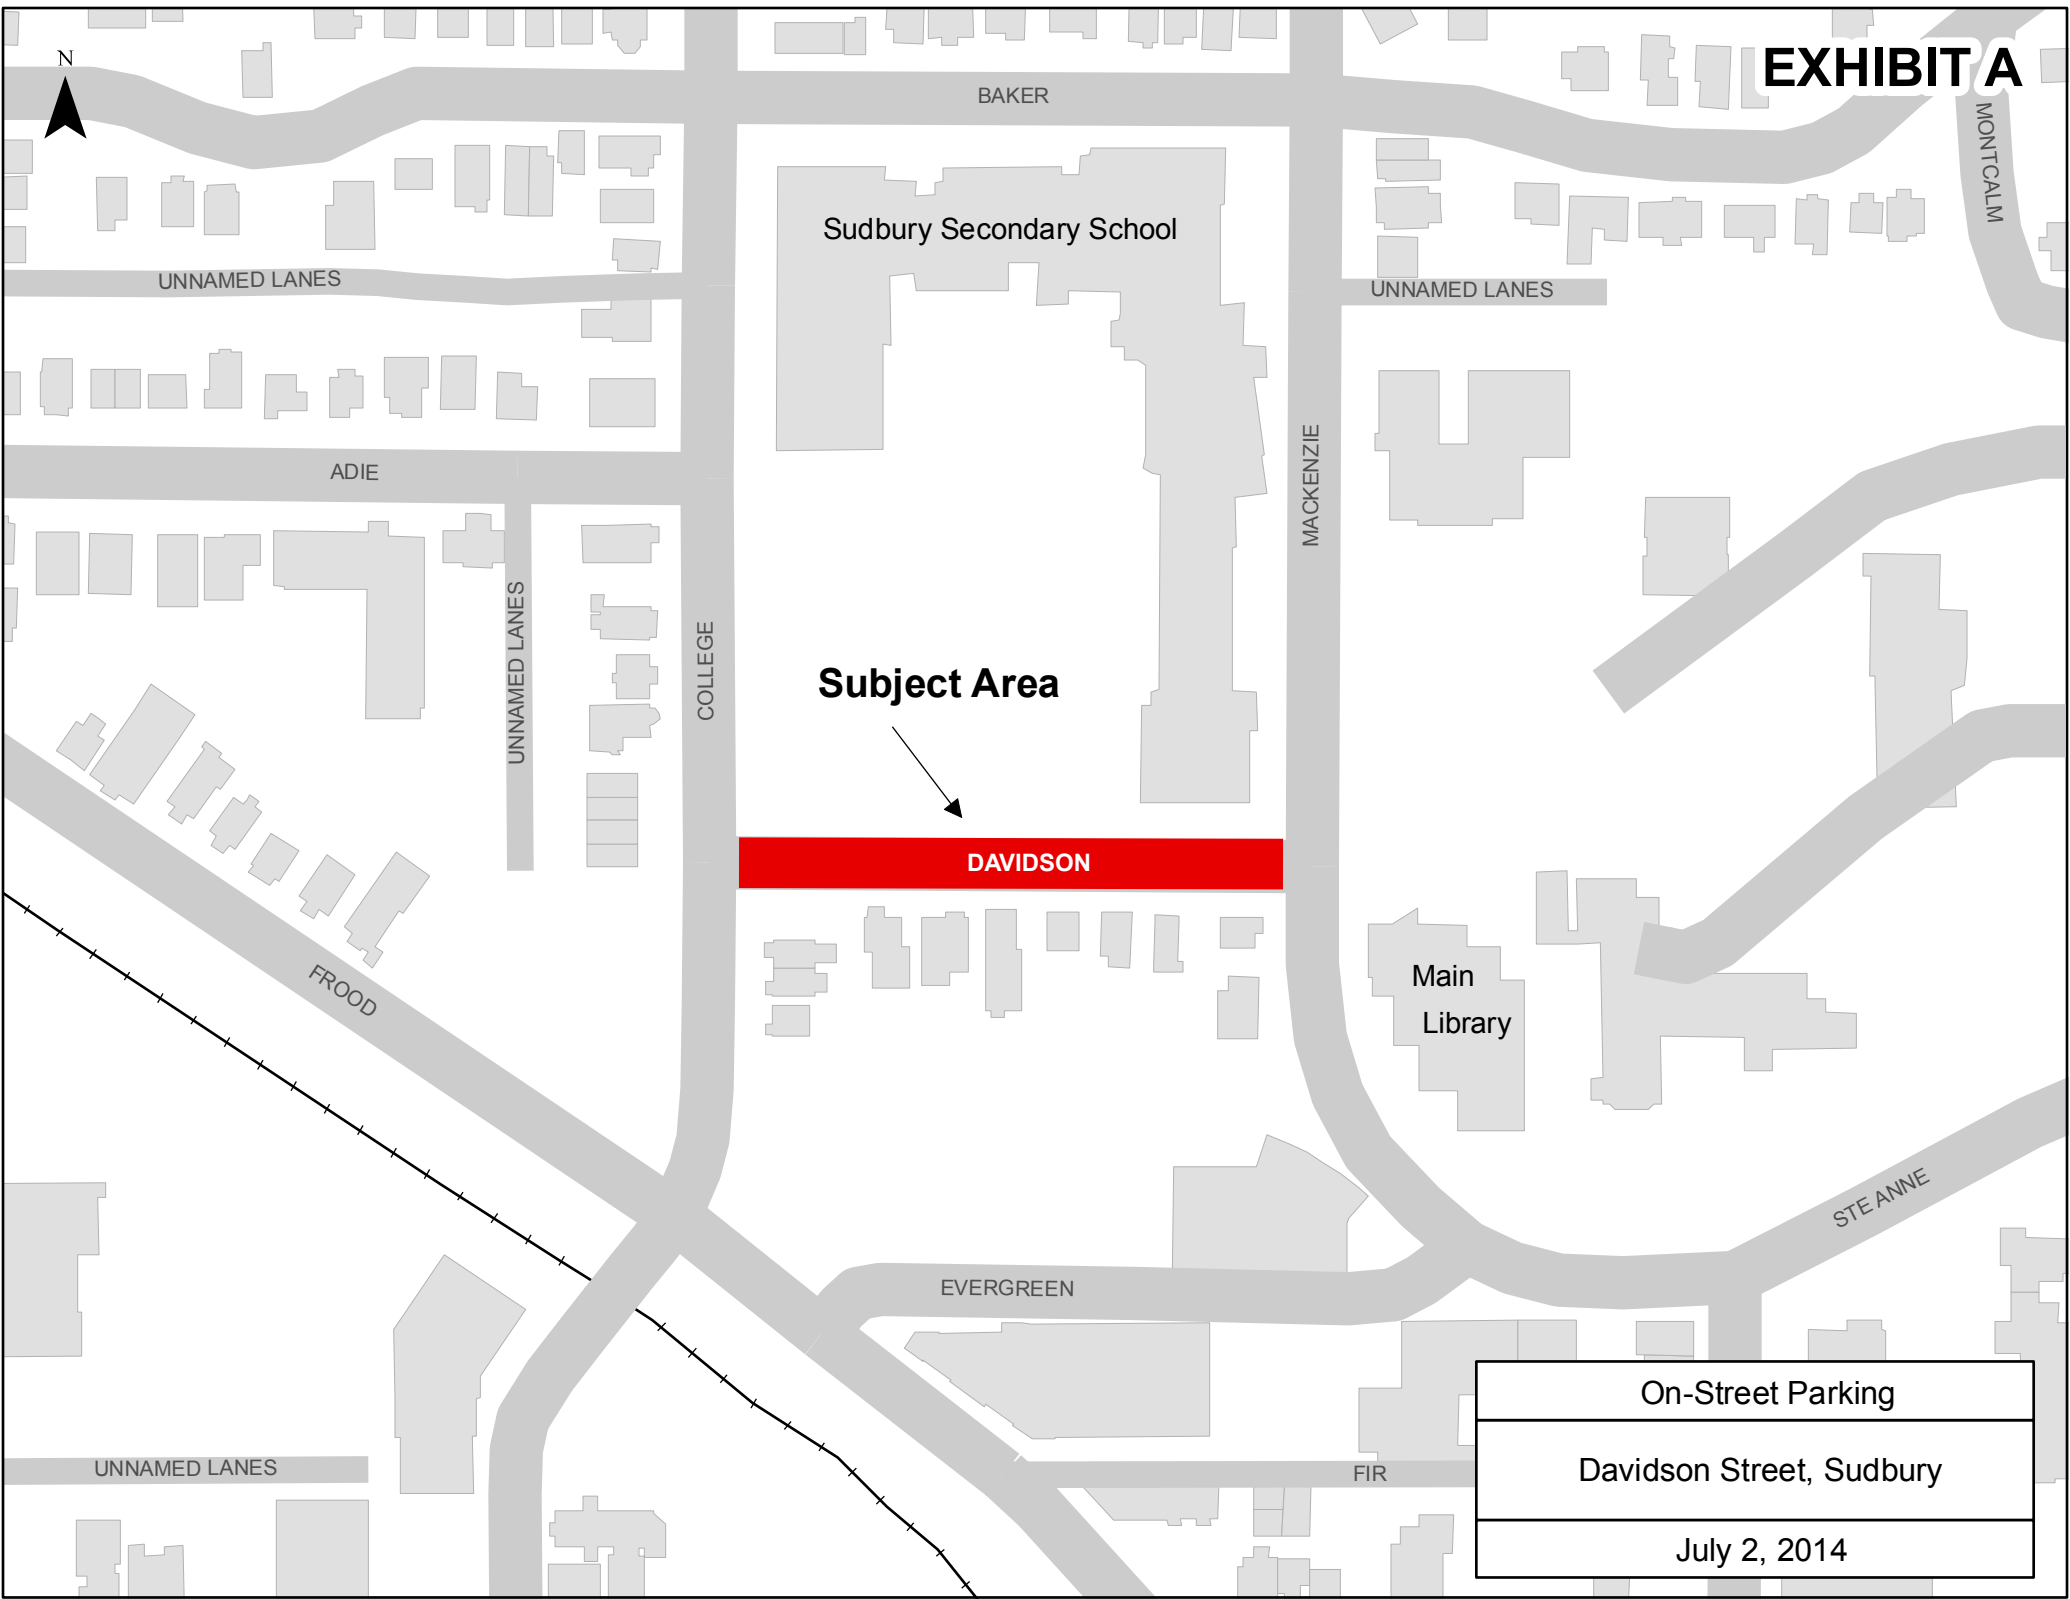 EXHIBIT A
N
BAKER
MONTCALM
Sudbury Secondary School
UNNAMED LANES
UNNAMED LANES
ADIE
MACKENZIE
UNNAMED LANES
COLLEGE
Subject Area
DAVIDSON
FROOD
Main
Library
STE ANNE
EVERGREEN
UNNAMED LANES
FIR
On-Street Parking
Davidson Street, Sudbury
July 2, 2014